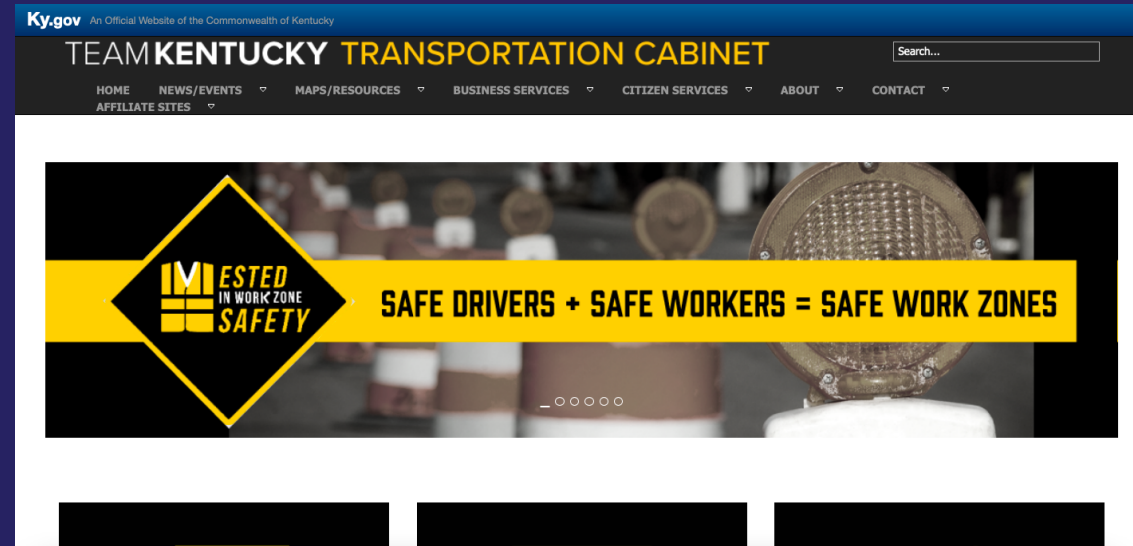 Ky.gov An Official Website of the Commonwealth of Kentucky
TEAM KENTUCKY TRANSPORTATION CABINET
Search...
HOME NEWS/EVENTS MAPS/RESOURCES BUSINESS SERVICES CITIZEN SERVICES ABOUT CONTACT
AFFILIATE SITES
VESTED
IN WORK ZONE
SAFETY
SAFE DRIVERS + SAFE WORKERS = SAFE WORK ZONES